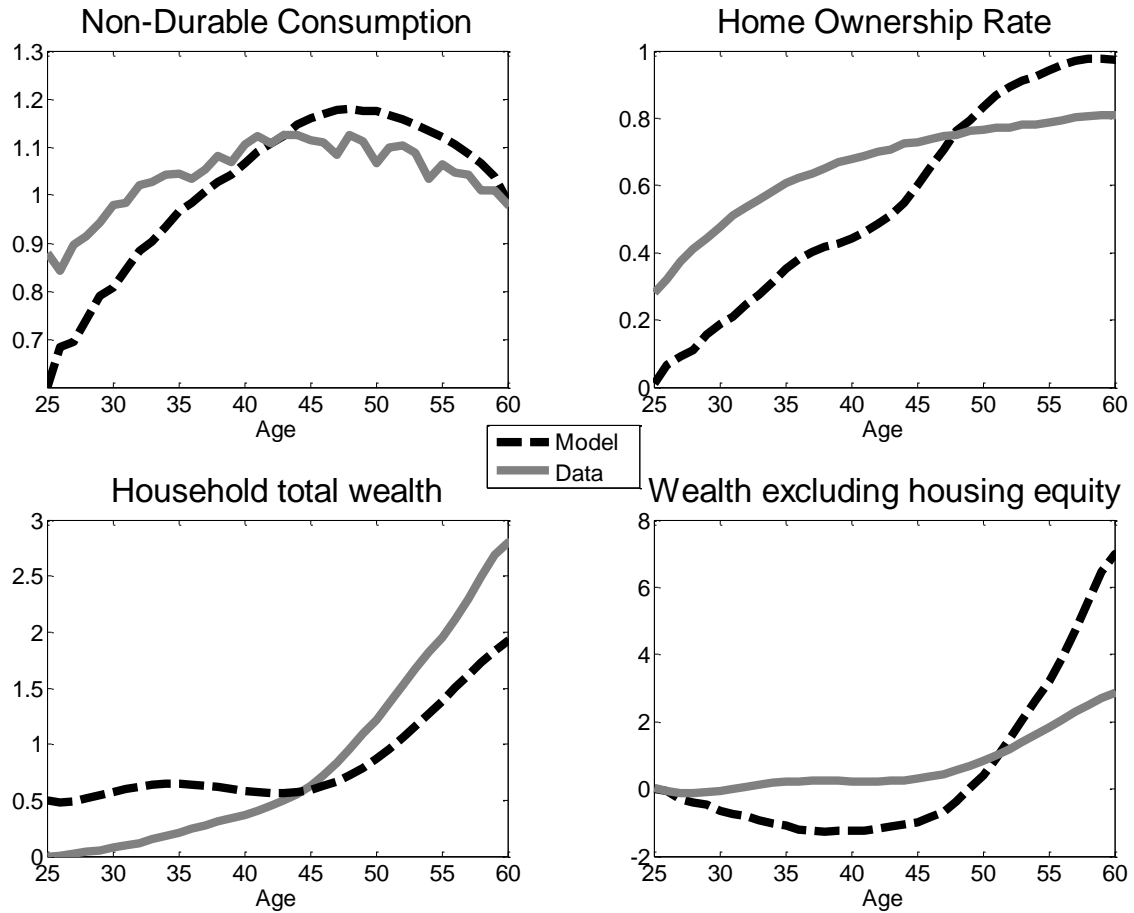 Non-Durable Consumption
1.3
1.2
1.1
1
0.9
0.8
0.7
25 30 35 40 45 50 55 60
Age
Home Ownership Rate
1
0.8
0.6
0.4
0.2
0
25 30 35 40 45 50 55 60
Age
Model
Data
Household total wealth
3
2.5
2
1.5
1
0.5
0
25 30 35 40 45 50 55 60
Age
Wealth excluding housing equity
8
6
4
2
0
-2
25 30 35 40 45 50 55 60
Age